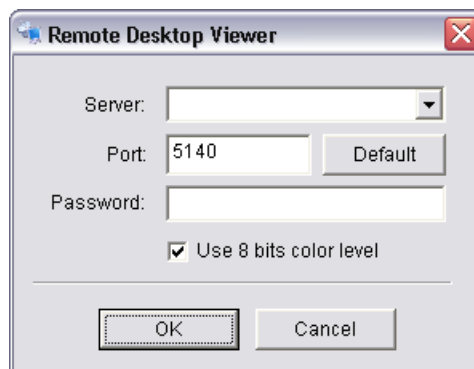 Remote Desktop Viewer
Server:
Port: 5140 Default
Password:
Use 8 bits color level
OK Cancel